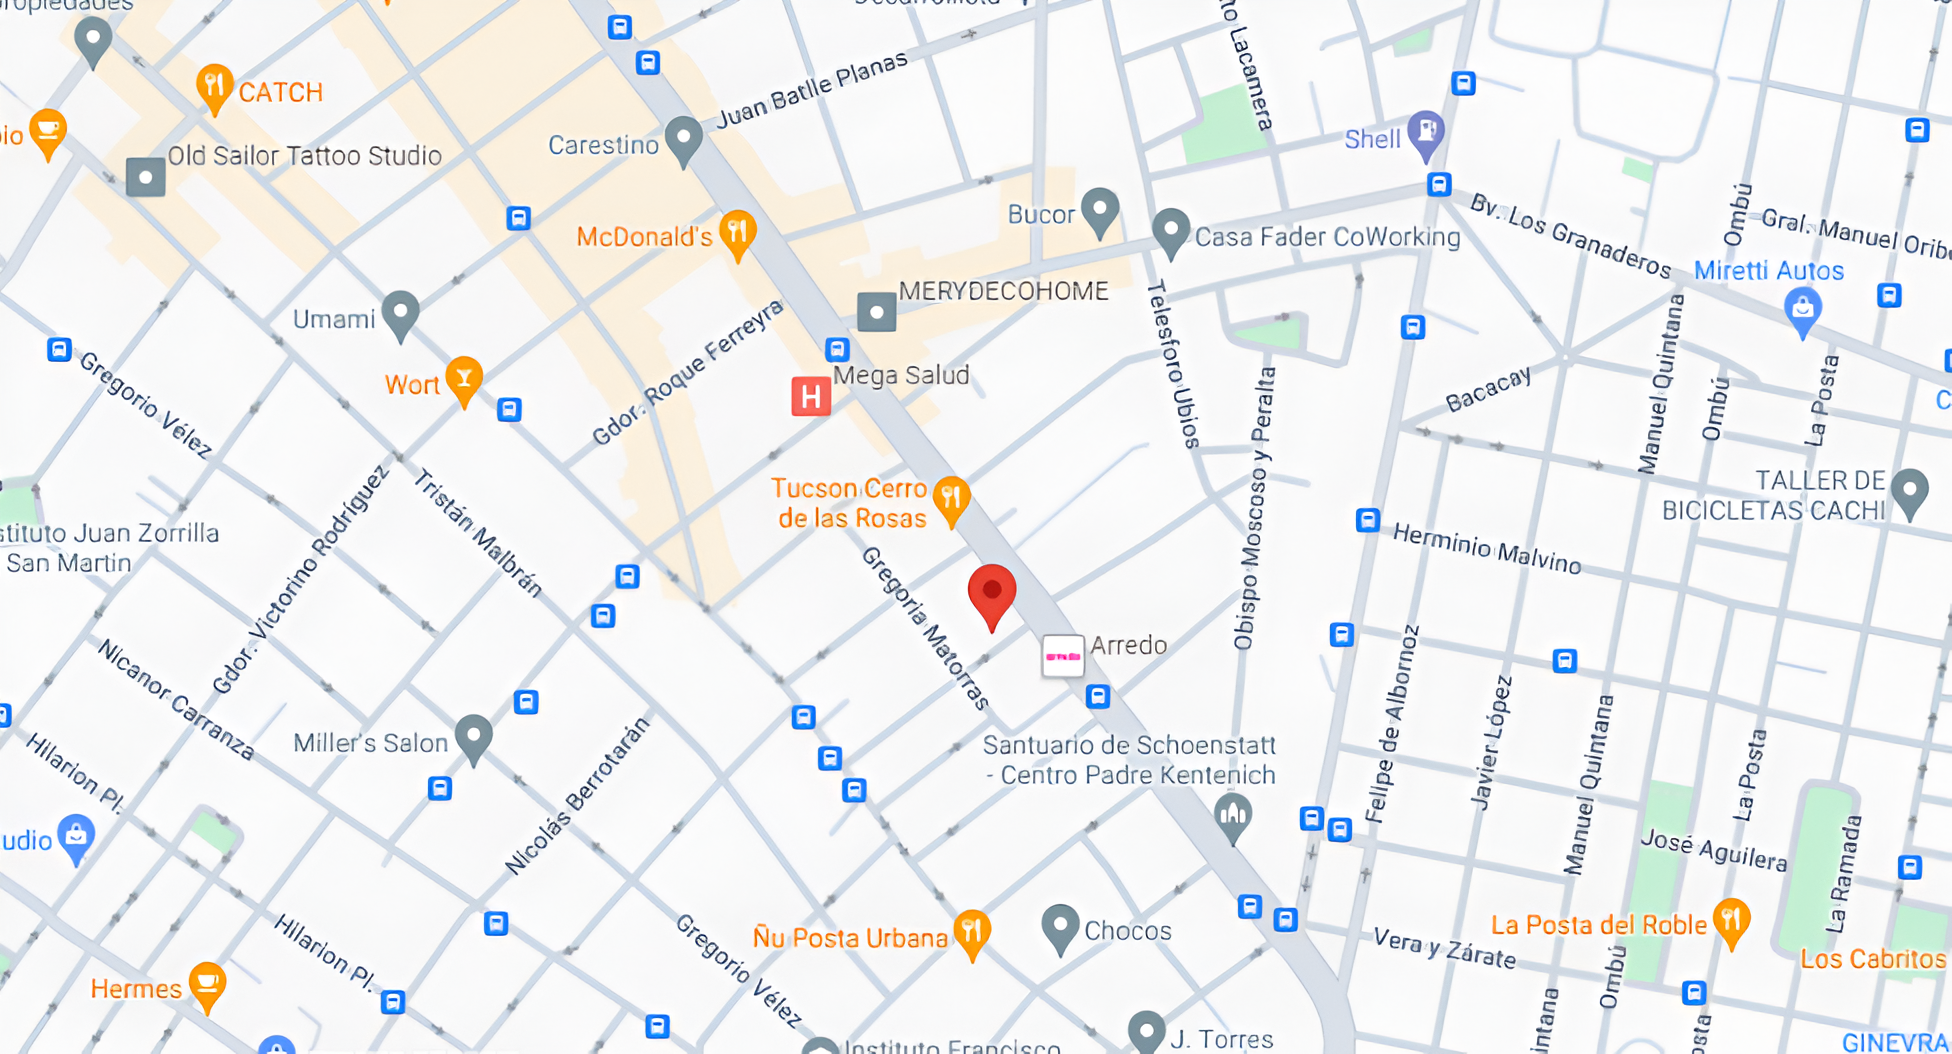 CATCH
Old Sailor Tattoo Studio
Juan Batlle Planas
Carestino
McDonald's
Shell
Bucor
Casa Fader CoWorking
Bv. Los Granaderos
Ombú
Gral. Manuel Oribe
Miretti Autos
MERYDECOHOME
Umami
Wort
Gdor. Roque Ferreyra
Mega Salud
Telesforo Ubios
Obispo Moscoso y Peralta
Bacacay
Manuel Quintana
Ombú
La Posta
Gregorio Vélez
Tristán Malbrán
Gdor. Victorino Rodríguez
Tucson Cerro
de las Rosas
TALLER DE
BICICLETAS CACHI
Herminio Malvino
stituto Juan Zorrilla
San Martin
Gregoria Matorras
Arredo
Nicanor Carranza
Hilarion Pl.
Miller's Salon
Nicolás Berrotarán
Santuario de Schoenstatt
- Centro Padre Kentenich
Felipe de Albornoz
Javier López
Manuel Quintana
La Posta
José Aguilera
La Ramada
udio
Hilarion Pl.
Hermes
Gregorio Vélez
Ñu Posta Urbana
Chocos
Vera y Zárate
La Posta del Roble
Los Cabritos
Ombú
intana
osta
J. Torres
Instituto Francisco
GINEVRA